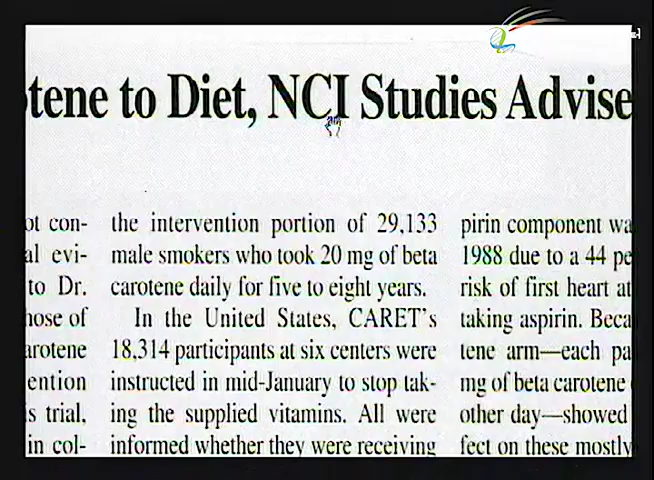 tene to Diet, NCI Studies Advise
ot con-
al evi-
to Dr.
hose of
arotene
ention
s trial,
in col-
the intervention portion of 29,133
male smokers who took 20 mg of beta
carotene daily for five to eight years.
In the United States, CARET's
18,314 participants at six centers were
instructed in mid-January to stop tak-
ing the supplied vitamins. All were
informed whether they were receiving
pirin component wa
1988 due to a 44 pe
risk of first heart at
taking aspirin. Beca
tene arm—each pa
mg of beta carotene
other day—showed
fect on these mostly